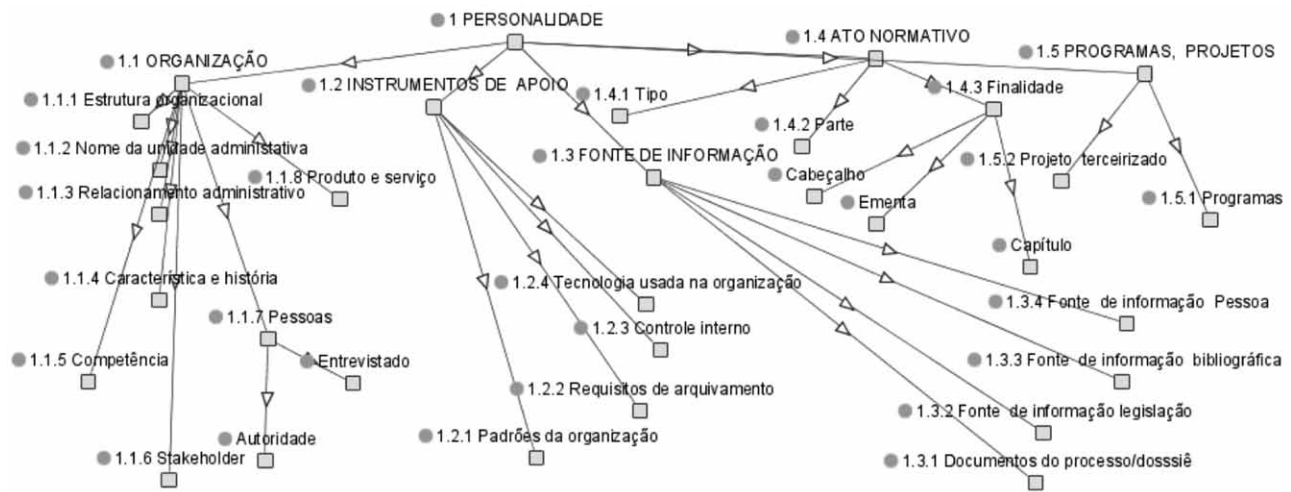 1 PERSONALIDADE
1.1 ORGANIZAÇÃO
1.1.1 Estrutura organizacional
1.1.2 Nome da unidade administativa
1.1.3 Relacionamento administrativo
1.1.4 Característica e história
1.1.5 Competência
1.1.6 Stakeholder
1.1.7 Pessoas
Autoridade
Entrevistado
1.1.8 Produto e serviço
1.2 INSTRUMENTOS DE APOIO
1.2.4 Tecnologia usada na organização
1.2.3 Controle interno
1.2.2 Requisitos de arquivamento
1.2.1 Padrões da organização
1.3 FONTE DE INFORMAÇÃO
1.3.4 Fonte de informação Pessoa
1.3.3 Fonte de informação bibliográfica
1.3.2 Fonte de informação legislação
1.3.1 Documentos do processo/dosssiê
1.4 ATO NORMATIVO
1.4.1 Tipo
1.4.2 Parte
1.4.3 Finalidade
Cabeçalho
Ementa
Capítulo
1.5 PROGRAMAS, PROJETOS
1.5.2 Projeto terceirizado
1.5.1 Programas